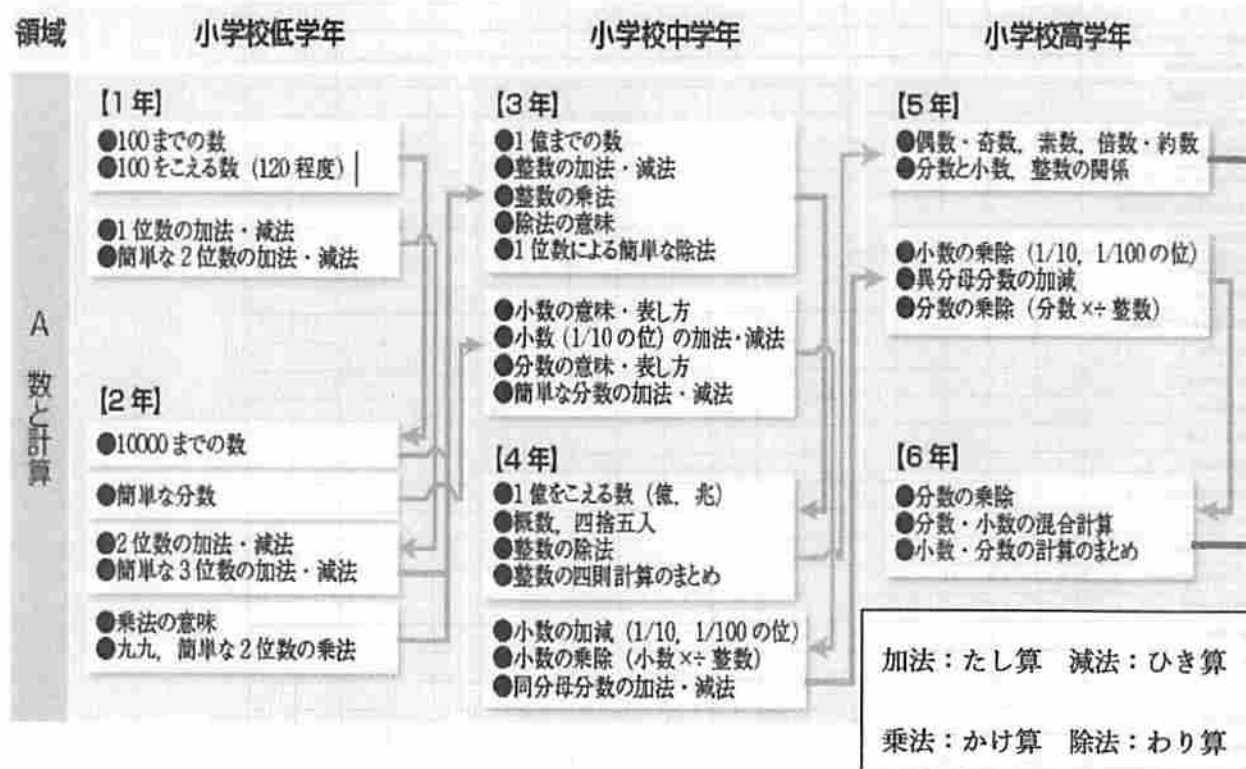 領域
小学校低学年
小学校中学年
小学校高学年
A 数と計算
【1年】
●100までの数
●100をこえる数（120程度）
●1位数の加法・減法
●簡単な2位数の加法・減法
【2年】
●10000までの数
●簡単な分数
●2位数の加法・減法
●簡単な3位数の加法・減法
●乗法の意味
●九九，簡単な2位数の乗法
【3年】
●1億までの数
●整数の加法・減法
●整数の乗法
●除法の意味
●1位数による簡単な除法
●小数の意味・表し方
●小数（1/10の位）の加法・減法
●分数の意味・表し方
●簡単な分数の加法・減法
【4年】
●1億をこえる数（億，兆）
●概数，四捨五入
●整数の除法
●整数の四則計算のまとめ
●小数の加減（1/10，1/100の位）
●小数の乗除（小数×÷整数）
●同分母分数の加法・減法
【5年】
●偶数・奇数，素数，倍数・約数
●分数と小数，整数の関係
●小数の乗除（1/10，1/100の位）
●異分母分数の加減
●分数の乗除（分数×÷整数）
【6年】
●分数の乗除
●分数・小数の混合計算
●小数・分数の計算のまとめ
加法：たし算　減法：ひき算
乗法：かけ算　除法：わり算